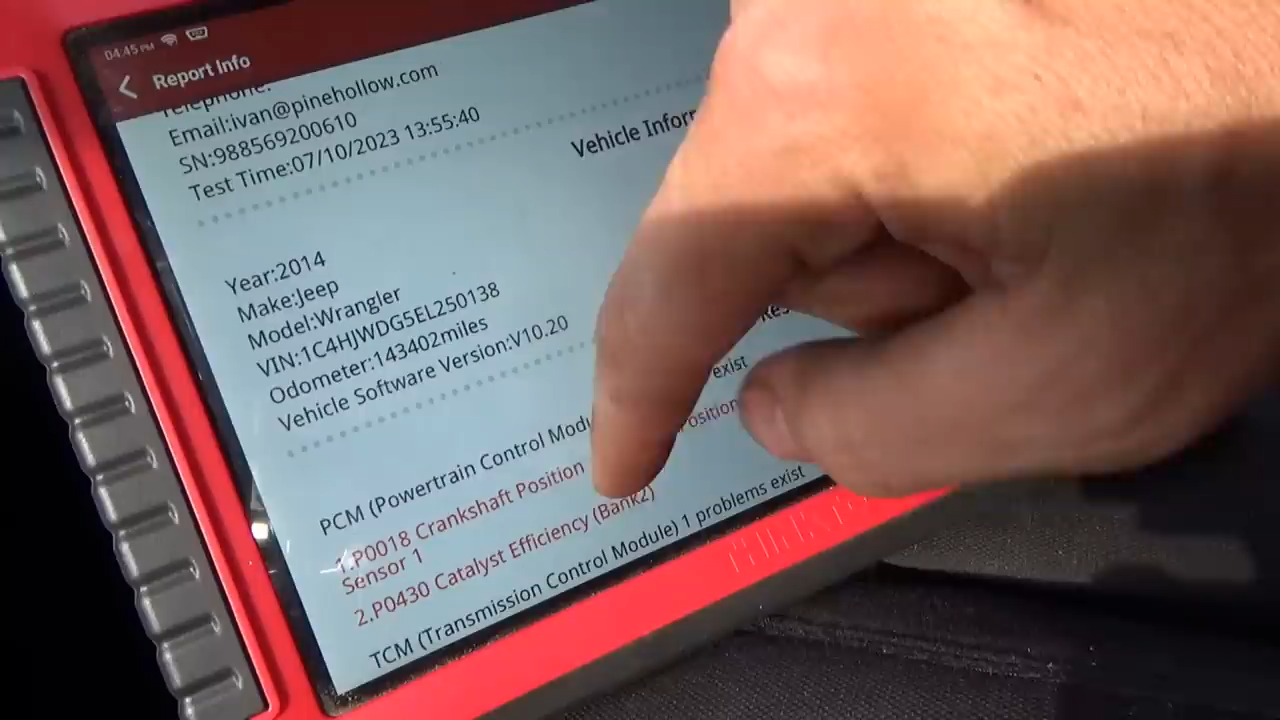 04:45 PM
Report Info
Telephone:
Email:ivan@pinehollow.com
SN:988569200610
Test Time:07/10/2023 13:55:40
Vehicle
Year:2014
Make:Jeep
Model:Wrangler
VIN:1C4HJWDG5EL250138
Odometer:143402miles
Vehicle Software Version:V10.20
PCM (Powertrain Control exist
1.P0018 Crankshaft Position Position
Sensor 1
2.P0430 Catalyst Efficiency (Bank2)
TCM (Transmission Control Module) 1 problems exist